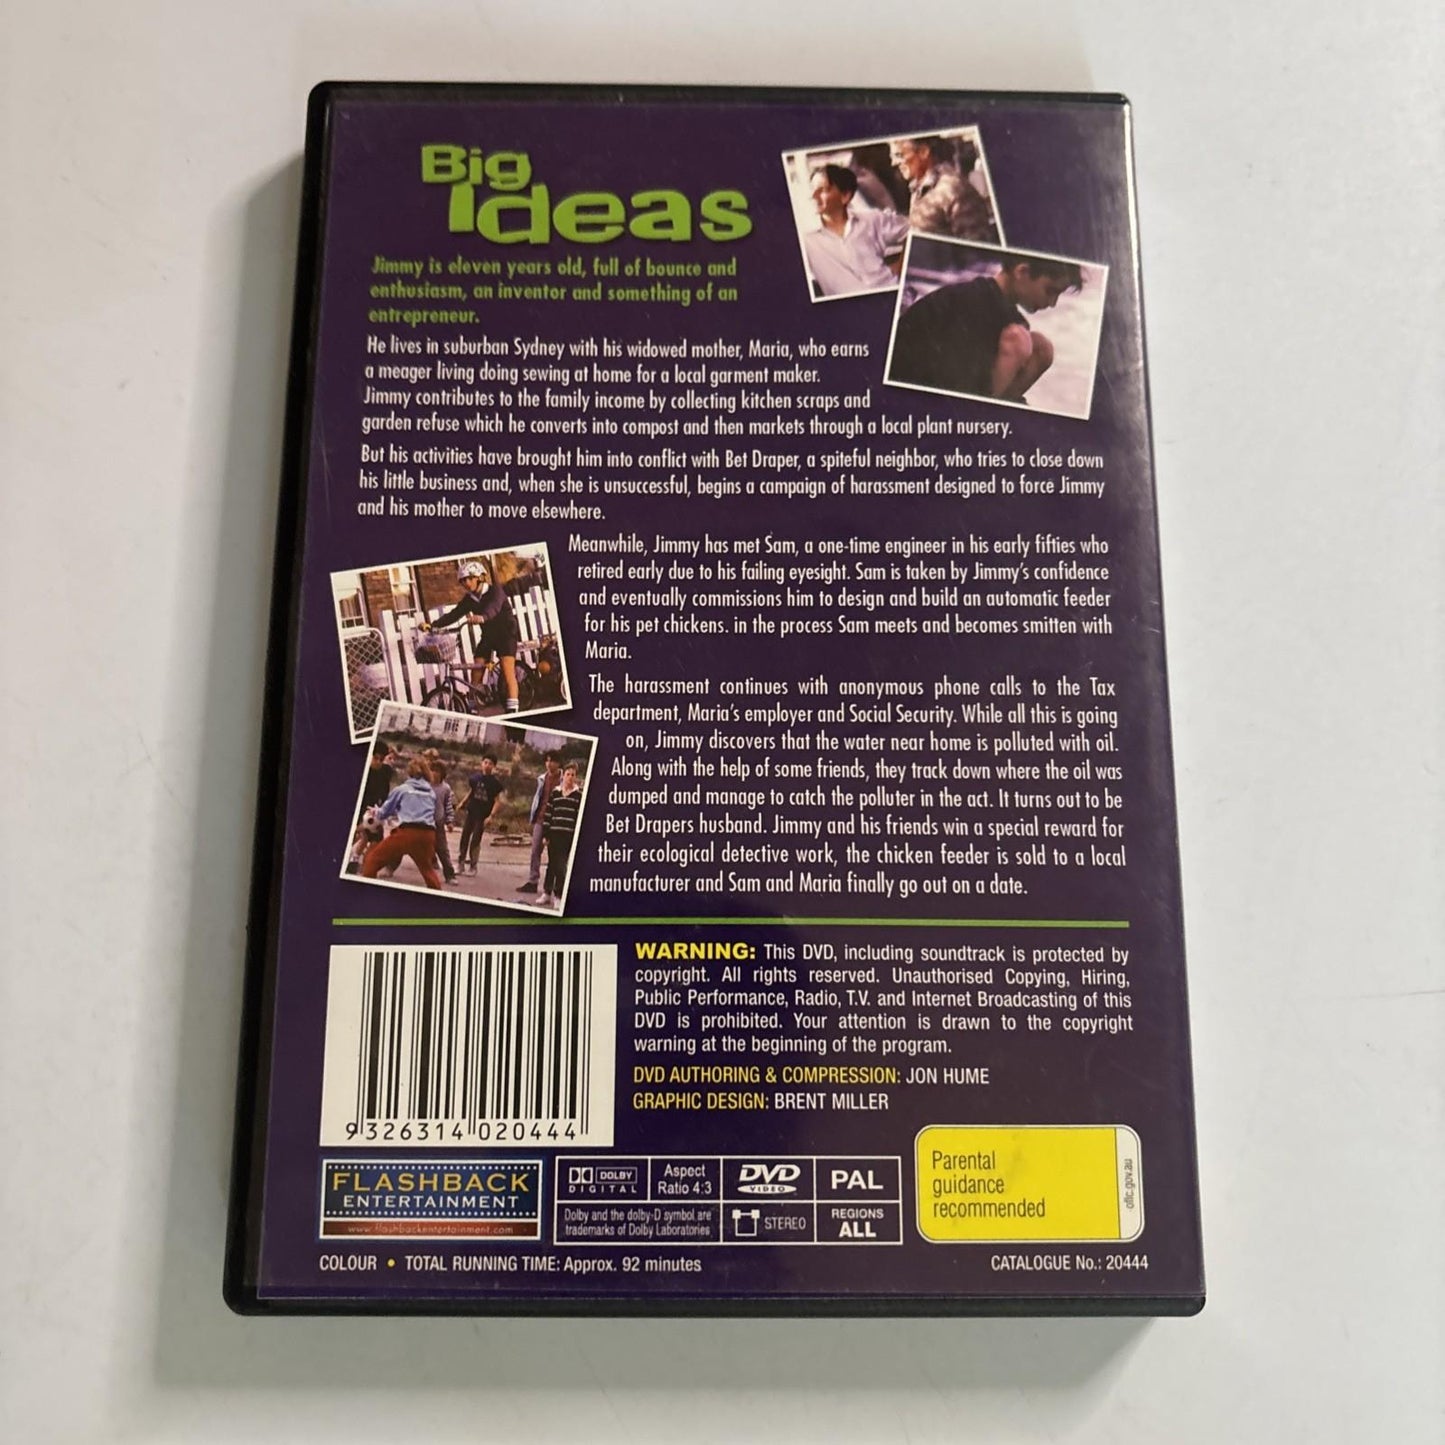 Big
Ideas
Jimmy is eleven years old, full of bounce and
enthusiasm, an inventor and something of an
entrepreneur.
He lives in suburban Sydney with his widowed mother, Maria, who earns
a meager living doing sewing at home for a local garment maker.
Jimmy contributes to the family income by collecting kitchen scraps and
garden refuse which he converts into compost and then markets through a local plant nursery.
But his activities have brought him into conflict with Bet Draper, a spiteful neighbor, who tries to close down
his little business and, when she is unsuccessful, begins a campaign of harassment designed to force Jimmy
and his mother to move elsewhere.
Meanwhile, Jimmy has met Sam, a one-time engineer in his early fifties who
retired early due to his failing eyesight. Sam is taken by Jimmy's confidence
and eventually commissions him to design and build an automatic feeder
for his pet chickens. in the process Sam meets and becomes smitten with
Maria.
The harassment continues with anonymous phone calls to the Tax
department, Maria's employer and Social Security. While all this is going
on, Jimmy discovers that the water near home is polluted with oil.
Along with the help of some friends, they track down where the oil was
dumped and manage to catch the polluter in the act. It turns out to be
Bet Drapers husband. Jimmy and his friends win a special reward for
their ecological detective work, the chicken feeder is sold to a local
manufacturer and Sam and Maria finally go out on a date.
WARNING: This DVD, including soundtrack is protected by
copyright. All rights reserved. Unauthorised Copying, Hiring,
Public Performance, Radio, T.V. and Internet Broadcasting of this
DVD is prohibited. Your attention is drawn to the copyright
warning at the beginning of the program.
DVD AUTHORING & COMPRESSION: JON HUME
GRAPHIC DESIGN: BRENT MILLER
9 326314 020444
FLASHBACK
ENTERTAINMENT
www.flashbackentertainment.com
DOLBY
DIGITAL
Aspect
Ratio 4:3
DVD
VIDEO
PAL
Dolby and the dolby-D symbol are
trademarks of Dolby Laboratories
STEREO
REGIONS
ALL
Parental
guidance
recommended
oflc.gov.au
COLOUR • TOTAL RUNNING TIME: Approx. 92 minutes
CATALOGUE No.: 20444